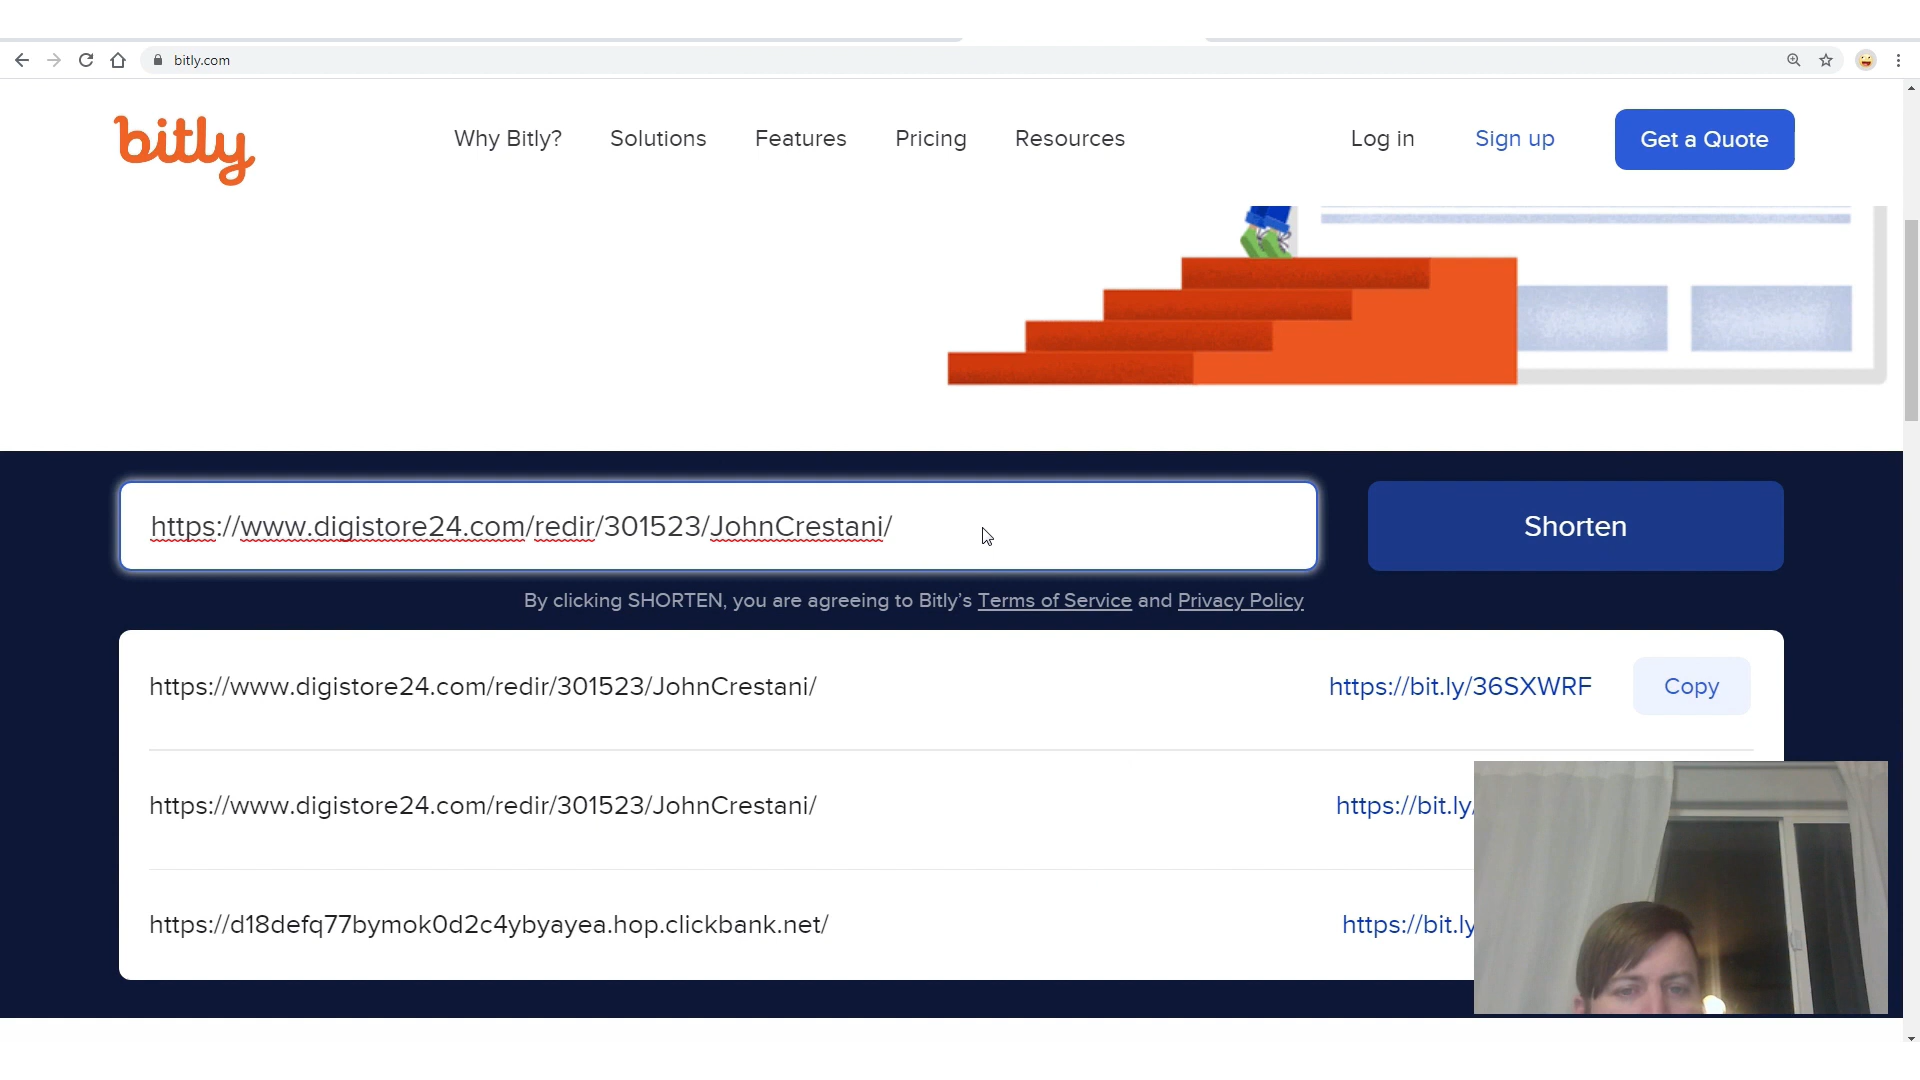 bitly.com
bitly
Why Bitly?
Solutions
Features
Pricing
Resources
Log in
Sign up
Get a Quote
https://www.digistore24.com/redir/301523/JohnCrestani/
Shorten
By clicking SHORTEN, you are agreeing to Bitly's Terms of Service and Privacy Policy
https://www.digistore24.com/redir/301523/JohnCrestani/
https://bit.ly/36SXWRF
Copy
https://www.digistore24.com/redir/301523/JohnCrestani/
https://bit.ly/
https://d18defq77bymok0d2c4ybyayea.hop.clickbank.net/
https://bit.ly